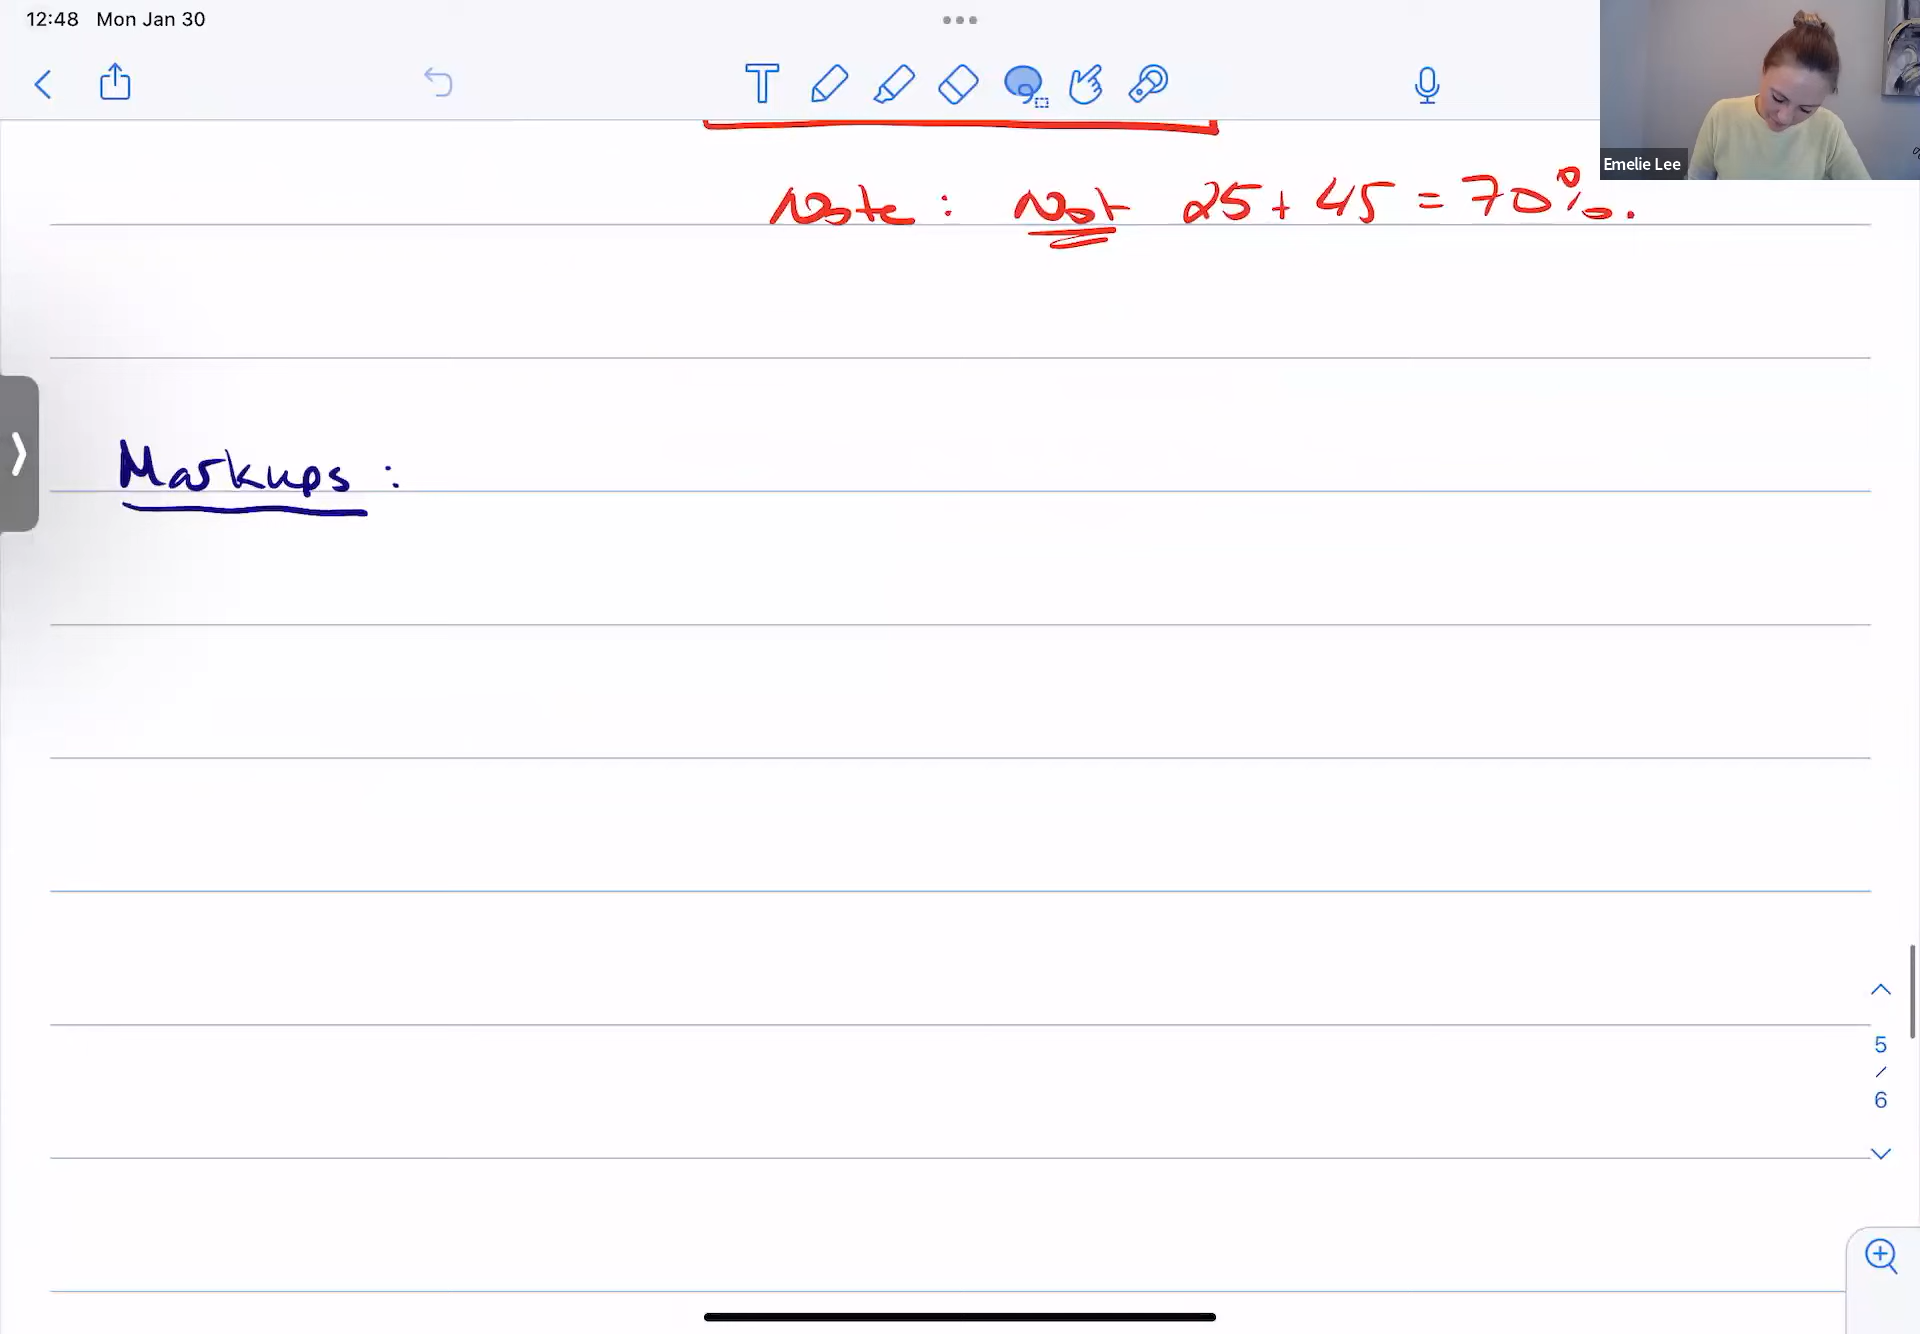 12:48 Mon Jan 30
Emelie Lee
Note: Not 25 + 45 = 70%.
Markups:
5
/
6